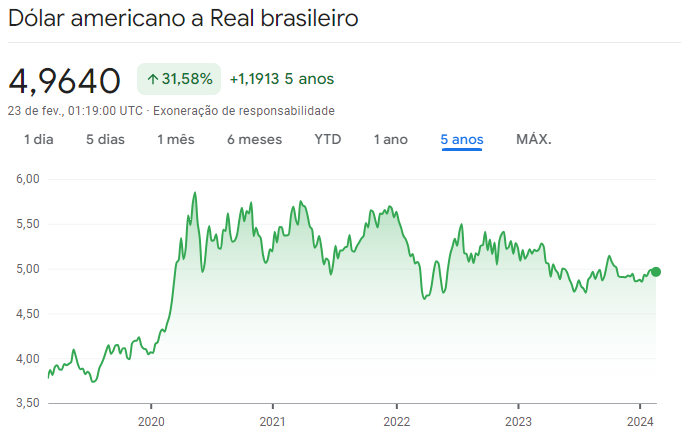 Dólar americano a Real brasileiro
4,9640 ↑ 31,58% +1,1913 5 anos
23 de fev., 01:19:00 UTC · Exoneração de responsabilidade
1 dia 5 dias 1 mês 6 meses YTD 1 ano 5 anos MÁX.
6,00
5,50
5,00
4,50
4,00
3,50
2020 2021 2022 2023 2024